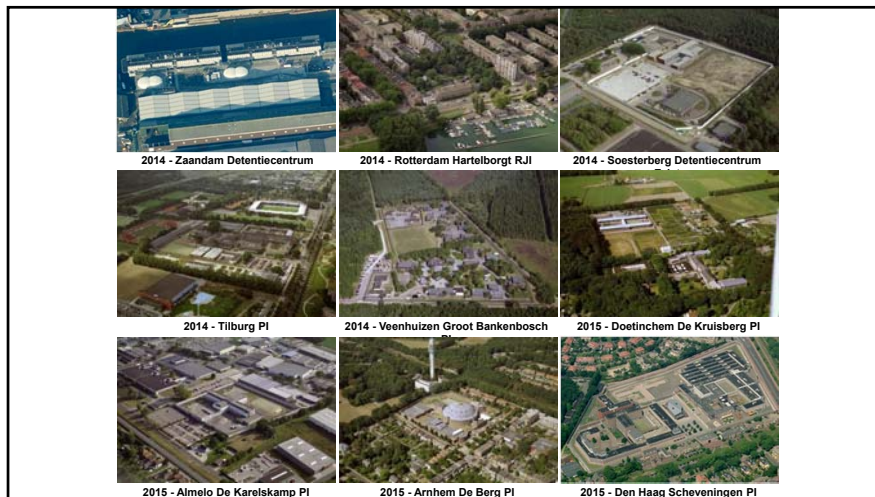 2014 - Zaandam Detentiecentrum
2014 - Rotterdam Hartelborgt RJI
2014 - Soesterberg Detentiecentrum
2014 - Tilburg PI
2014 - Veenhuizen Groot Bankenbosch
2015 - Doetinchem De Kruisberg PI
2015 - Almelo De Karelskamp PI
2015 - Arnhem De Berg PI
2015 - Den Haag Scheveningen PI